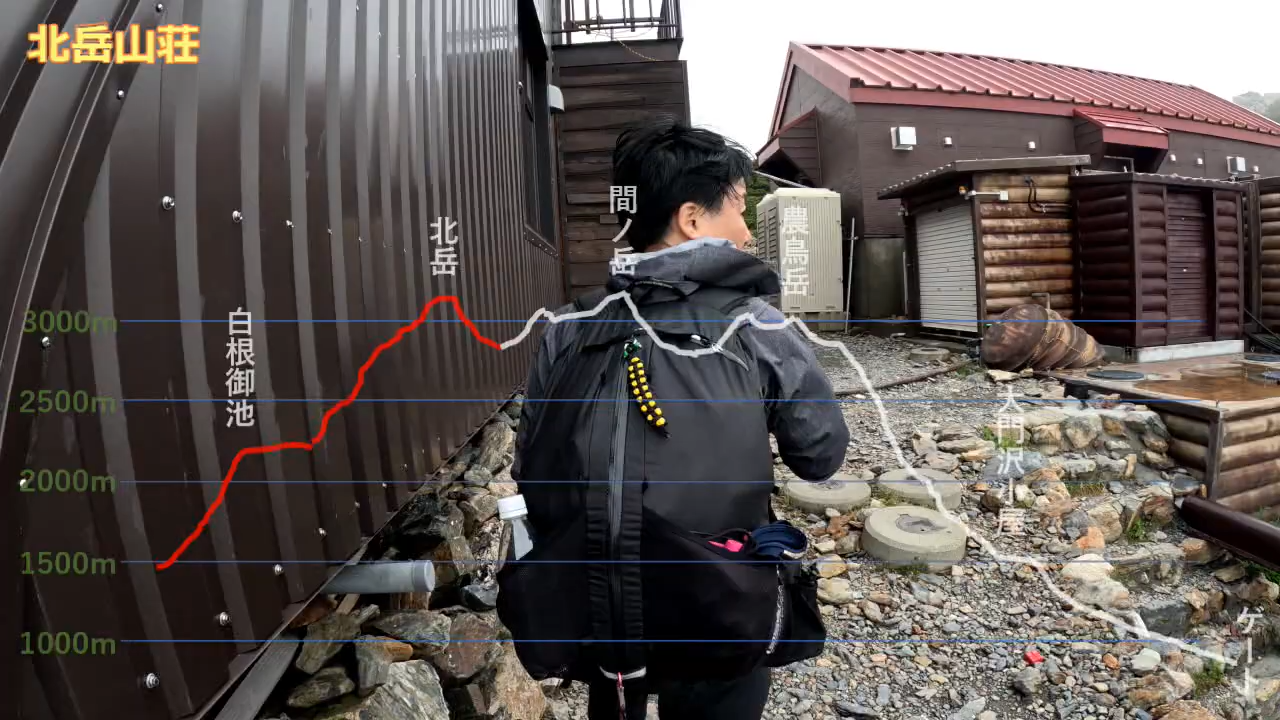 北岳山荘
北岳
間ノ岳
農鳥岳
白根御池
大門沢小屋
ゲート
3000m
2500m
2000m
1500m
1000m